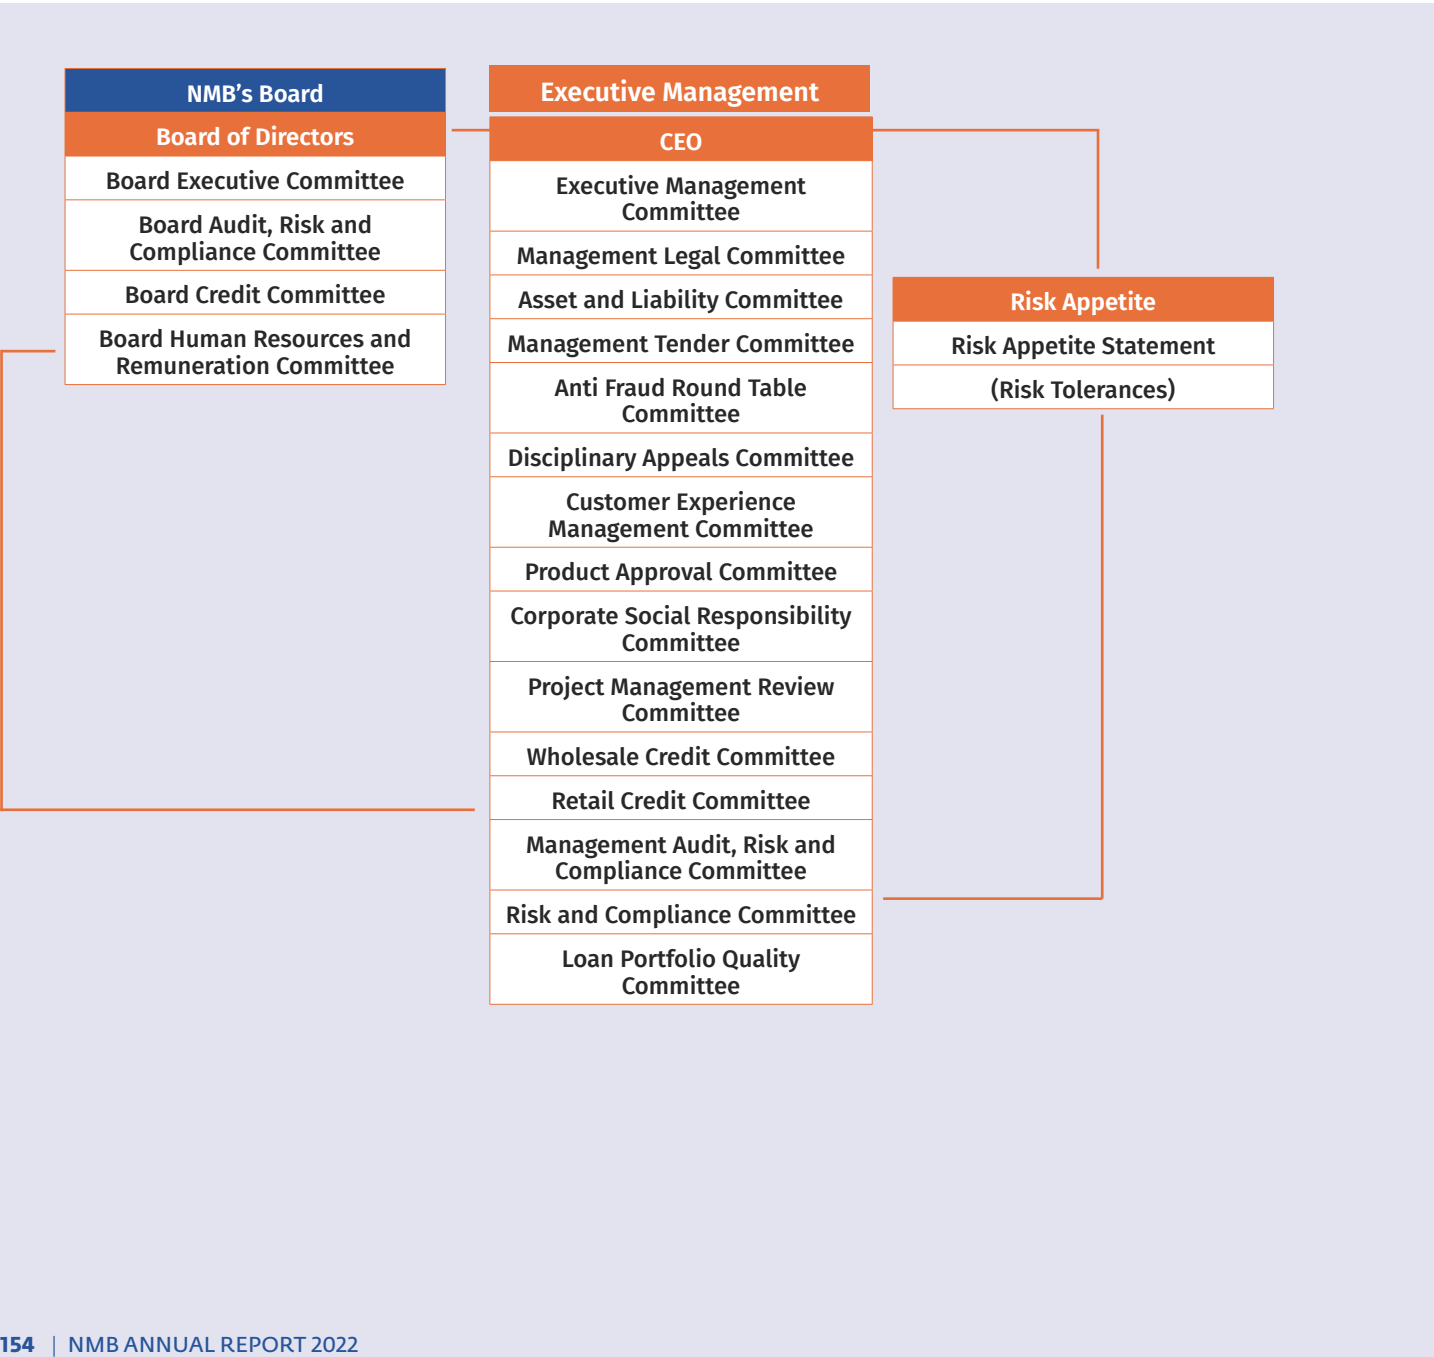 NMB’s Board
Board of Directors
Board Executive Committee
Board Audit, Risk and
Compliance Committee
Board Credit Committee
Board Human Resources and
Remuneration Committee
Executive Management
CEO
Executive Management
Committee
Management Legal Committee
Asset and Liability Committee
Management Tender Committee
Anti Fraud Round Table
Committee
Disciplinary Appeals Committee
Customer Experience
Management Committee
Product Approval Committee
Corporate Social Responsibility
Committee
Project Management Review
Committee
Wholesale Credit Committee
Retail Credit Committee
Management Audit, Risk and
Compliance Committee
Risk and Compliance Committee
Loan Portfolio Quality
Committee
Risk Appetite
Risk Appetite Statement
(Risk Tolerances)
154 | NMB ANNUAL REPORT 2022